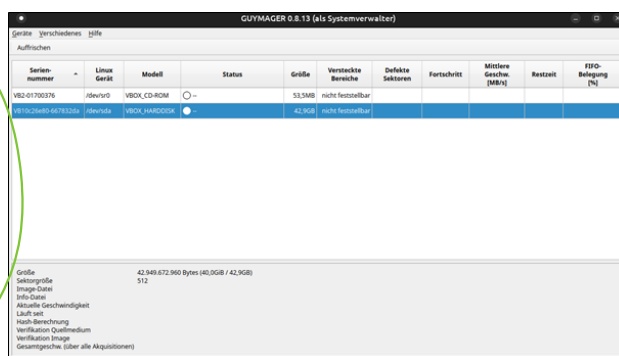 GUYMAGER 0.8.13 (als Systemverwalter)
Geräte Verschiedenes Hilfe
Auffrischen
Serien-nummer Linux Gerät Modell Status Größe Versteckte Bereiche Defekte Sektoren Fortschritt Mittlere Geschw. [MB/s] Restzeit FIFO-Belegung [%]
VB2-01700376 /dev/sr0 VBOX_CD-ROM -- 53,5MB nicht feststellbar
VB10c26e80-667832da /dev/sda VBOX_HARDDISK -- 42,9GB nicht feststellbar
Größe 42.949.672.960 Bytes (40,0GiB / 42,9GB)
Sektorgröße 512
Image-Datei
Info-Datei
Aktuelle Geschwindigkeit
Läuft seit
Hash-Berechnung
Verifikation Quellmedium
Verifikation Image
Gesamtgeschw. (über alle Akquisitionen)